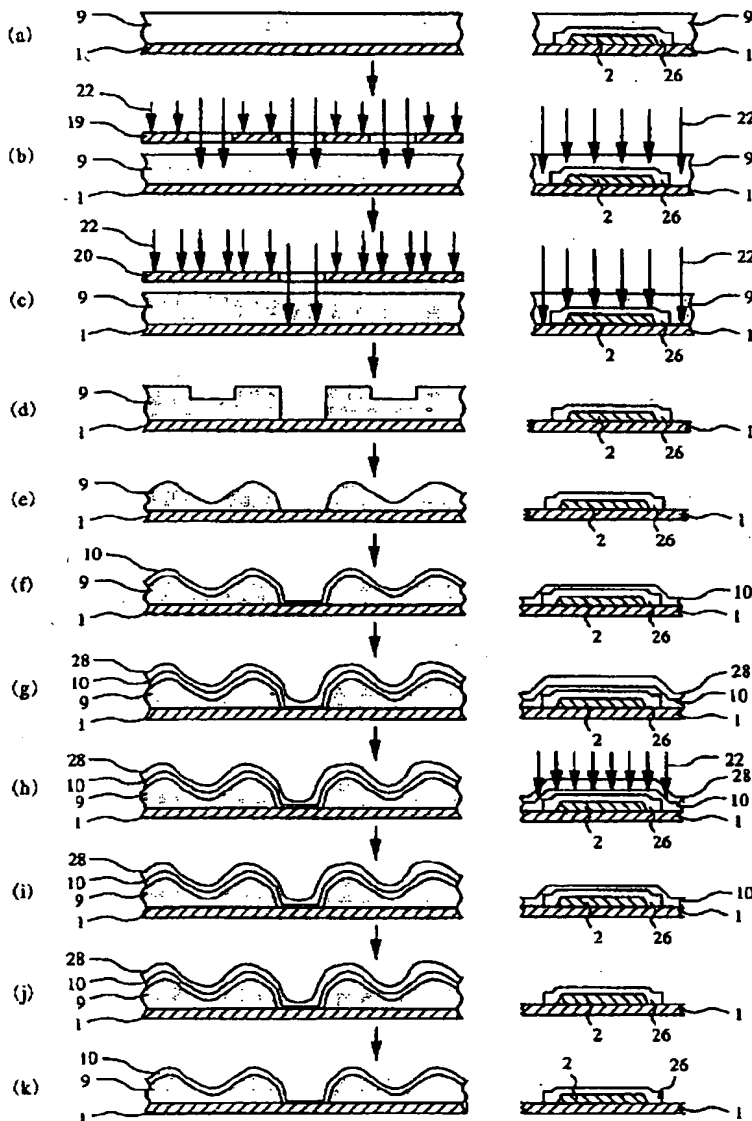 (a) 9 1 9 1 2 26
22
19
(b) 9 1 22 9 1 2 26
22
20
(c) 9 1 22 9 1 2 26
(d) 9 1 1 2 26
(e) 9 1 1 2 26
(f) 10 9 1 10 1 2 26
(g) 28 10 9 1 28 10 1 2 26
(h) 28 10 9 1 22 28 10 1 2 26
(i) 28 10 9 1 10 1 2 26
(j) 28 10 9 1 1 2 26
(k) 10 9 1 2 26 1